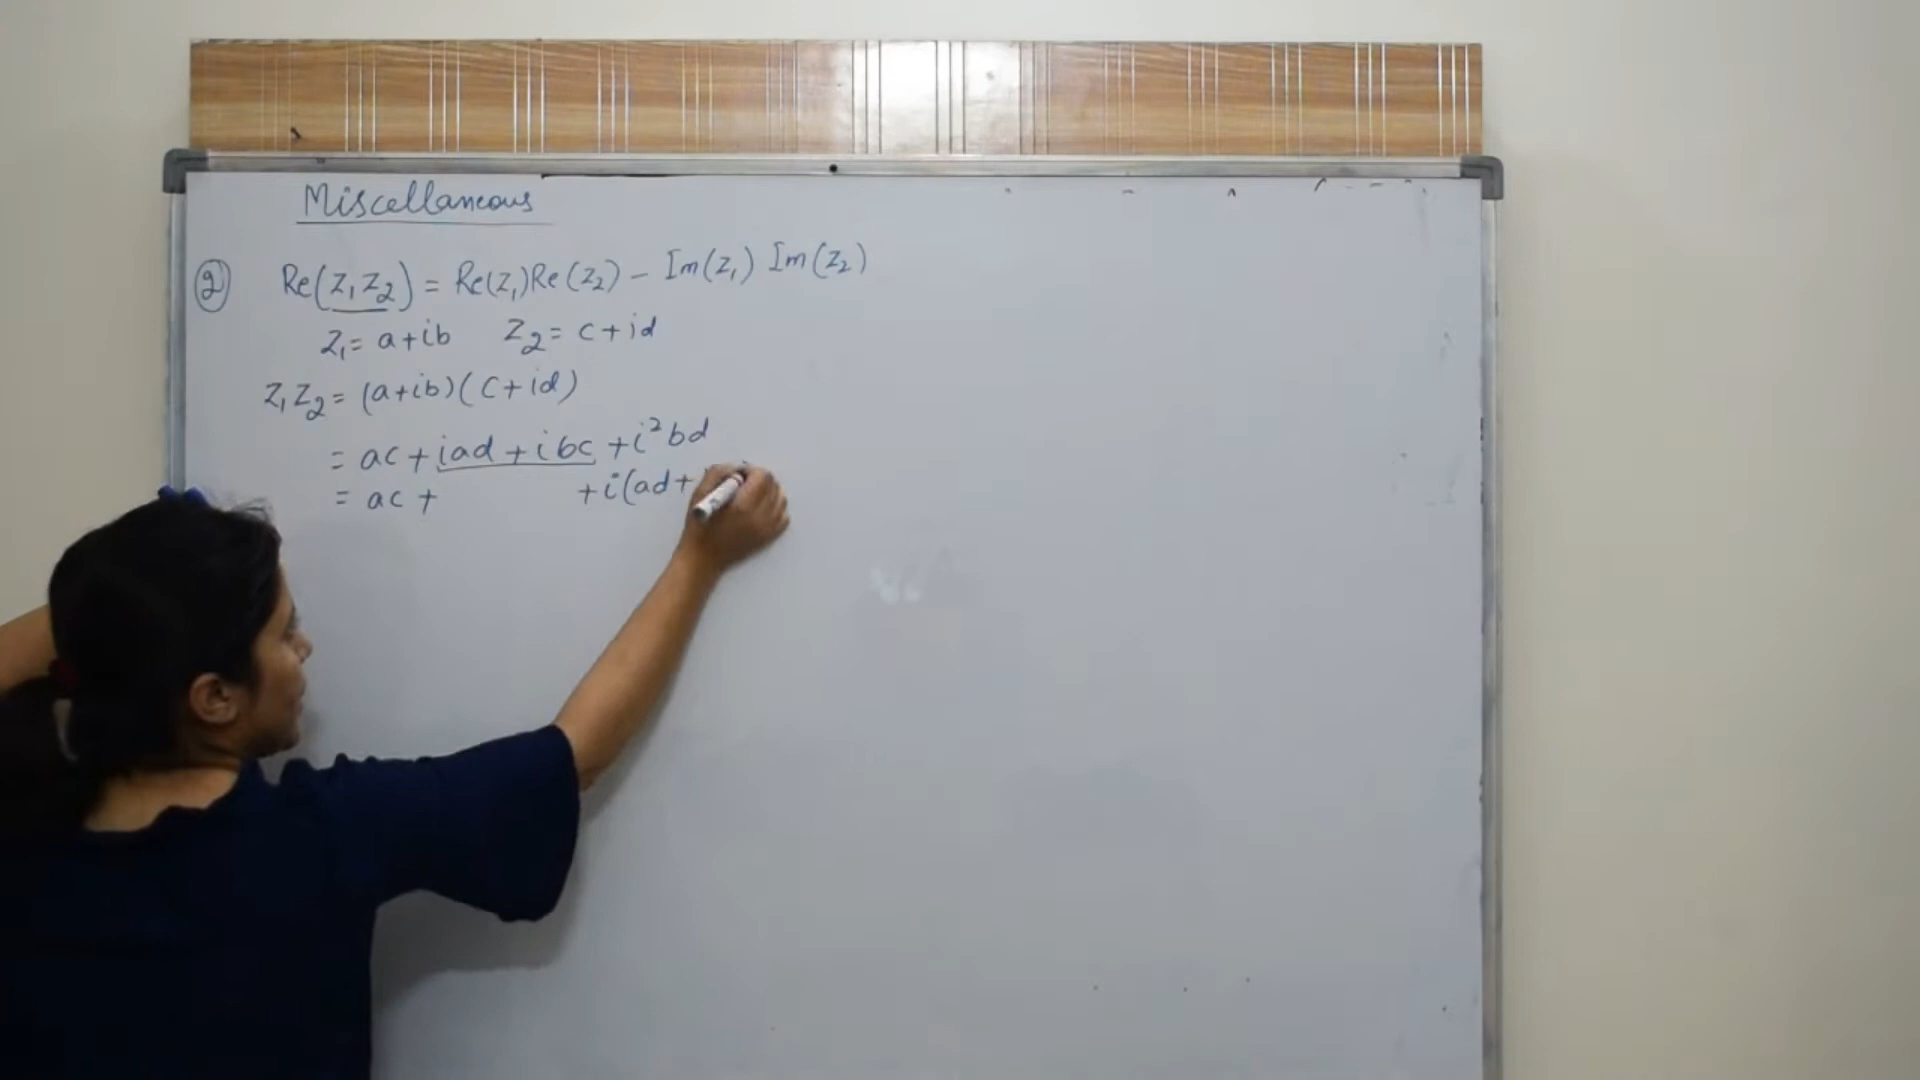 Miscellaneous
② Re(z₁z₂) = Re(z₁)Re(z₂) - Im(z₁) Im(z₂)
z₁ = a+ib z₂ = c+id
z₁z₂ = (a+ib)(c+id)
= ac + iad + ibc + i²bd
= ac + + i(ad+